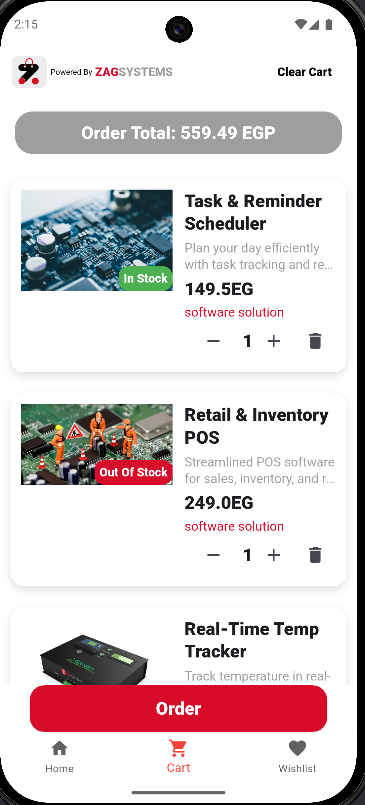 2:15
Powered By ZAGSYSTEMS
Clear Cart
Order Total: 559.49 EGP
In Stock
Task & Reminder
Scheduler
Plan your day efficiently
with task tracking and re…
149.5EG
software solution
1
Out Of Stock
Retail & Inventory
POS
Streamlined POS software
for sales, inventory, and r…
249.0EG
software solution
1
Real-Time Temp
Tracker
Track temperature in real-
Order
Home
Cart
Wishlist